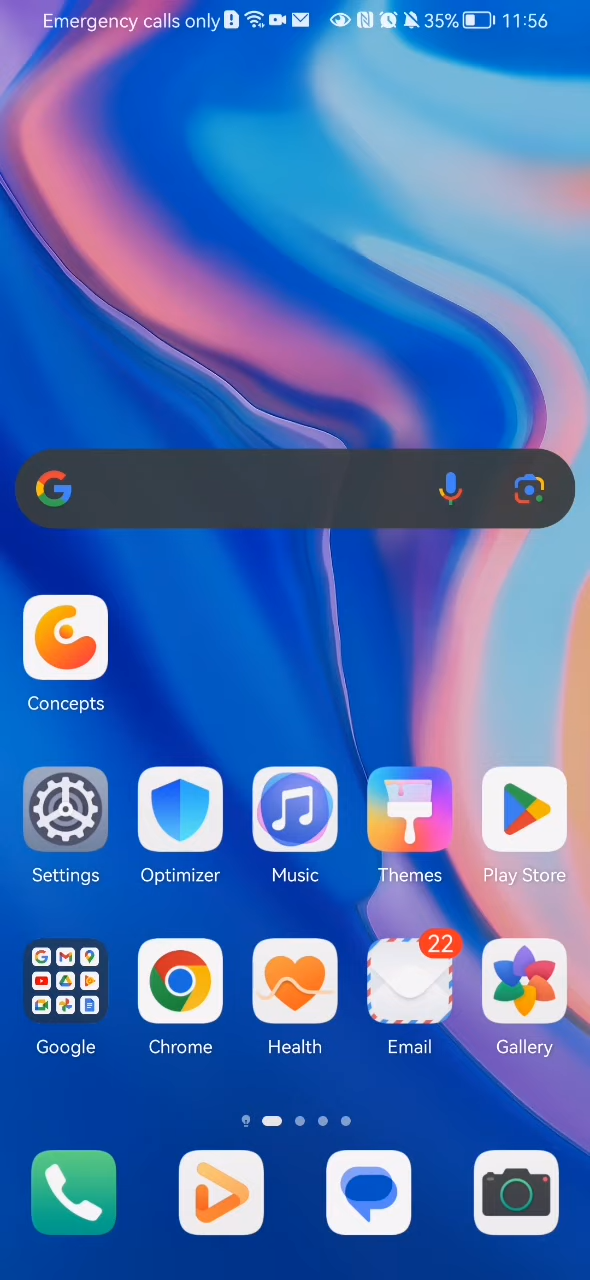 Emergency calls only 35% 11:56
Concepts
Settings Optimizer Music Themes Play Store
22
Google Chrome Health Email Gallery